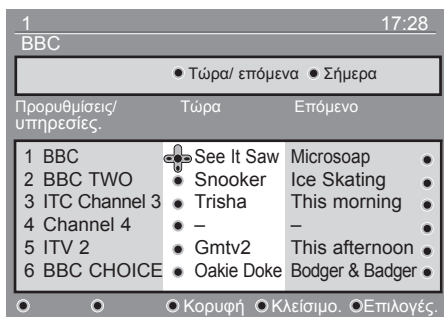 1 17:28
BBC
● Τώρα/ επόμενα ● Σήμερα
Προρυθμίσεις/ Τώρα Επόμενο
υπηρεσίες.
1 BBC See It Saw Microsoap ●
2 BBC TWO ● Snooker Ice Skating ●
3 ITC Channel 3 ● Trisha This morning ●
4 Channel 4 ● – – ●
5 ITV 2 ● Gmtv2 This afternoon ●
6 BBC CHOICE ● Oakie Doke Bodger & Badger ●
● ● ● Κορυφή ● Κλείσιμο. ● Επιλογές.